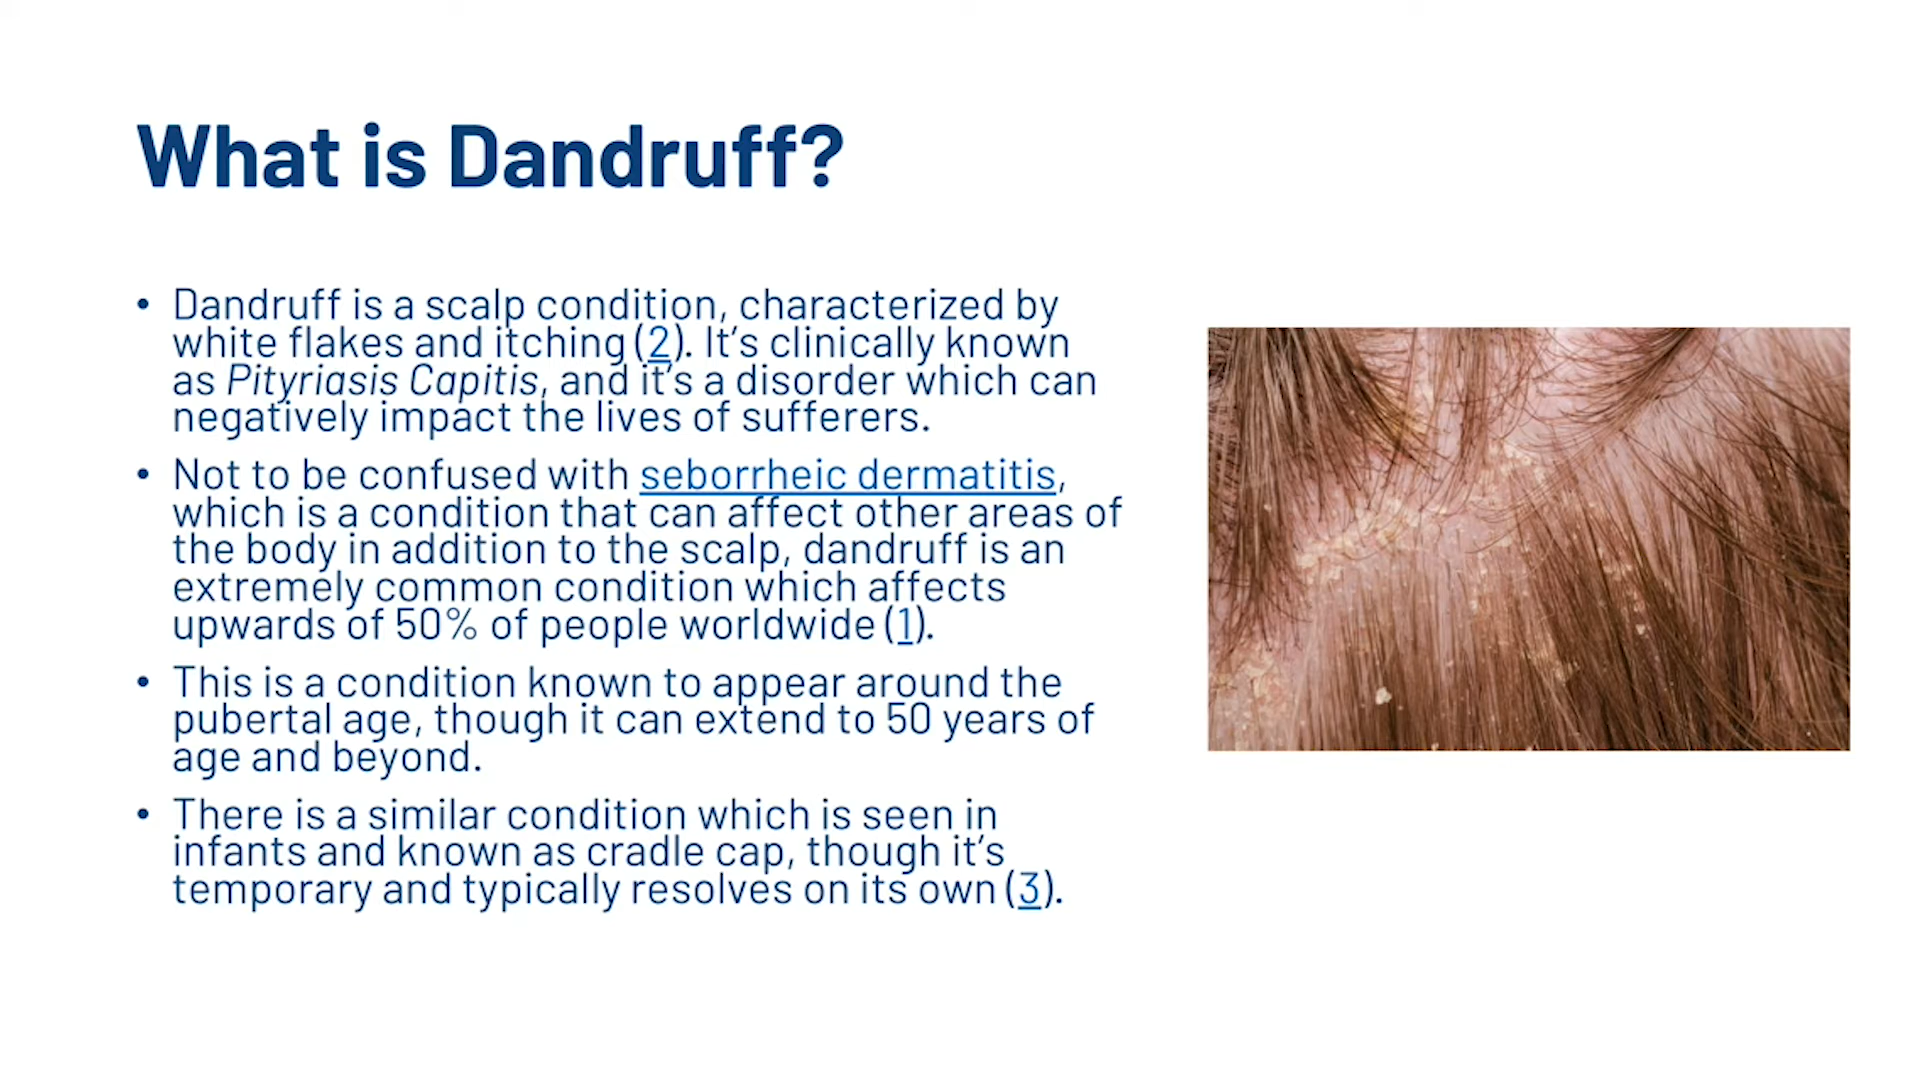 What is Dandruff?
• Dandruff is a scalp condition, characterized by
white flakes and itching (2). It’s clinically known
as Pityriasis Capitis, and it’s a disorder which can
negatively impact the lives of sufferers.
• Not to be confused with seborrheic dermatitis,
which is a condition that can affect other areas of
the body in addition to the scalp, dandruff is an
extremely common condition which affects
upwards of 50% of people worldwide (1).
• This is a condition known to appear around the
pubertal age, though it can extend to 50 years of
age and beyond.
• There is a similar condition which is seen in
infants and known as cradle cap, though it’s
temporary and typically resolves on its own (3).